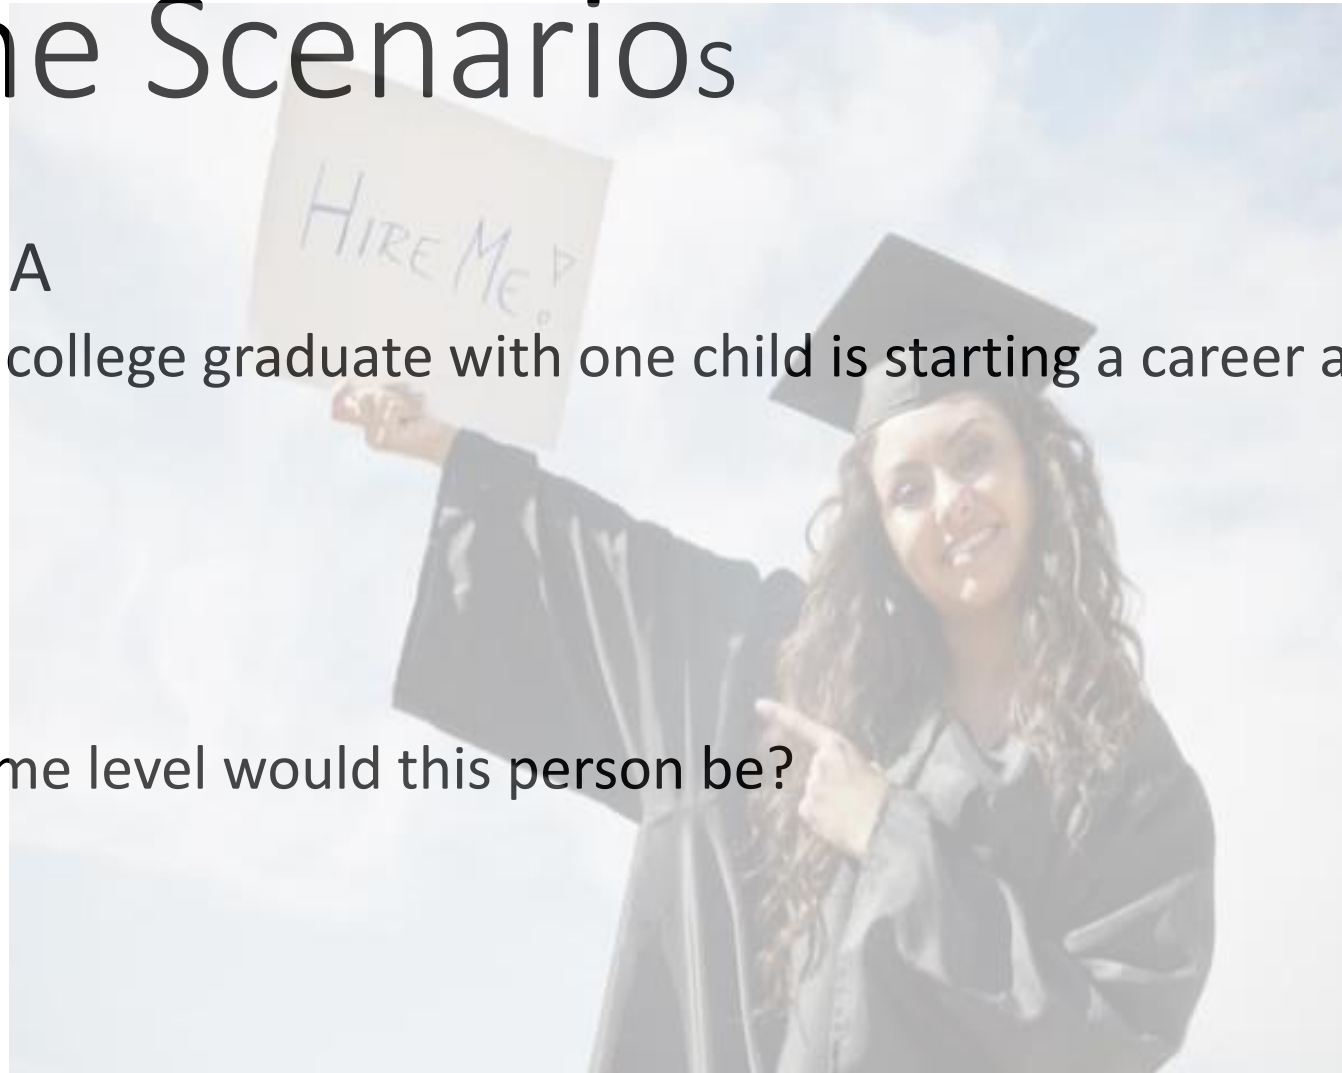 ne Scenarios
HIRE ME!
A
college graduate with one child is starting a career a
me level would this person be?